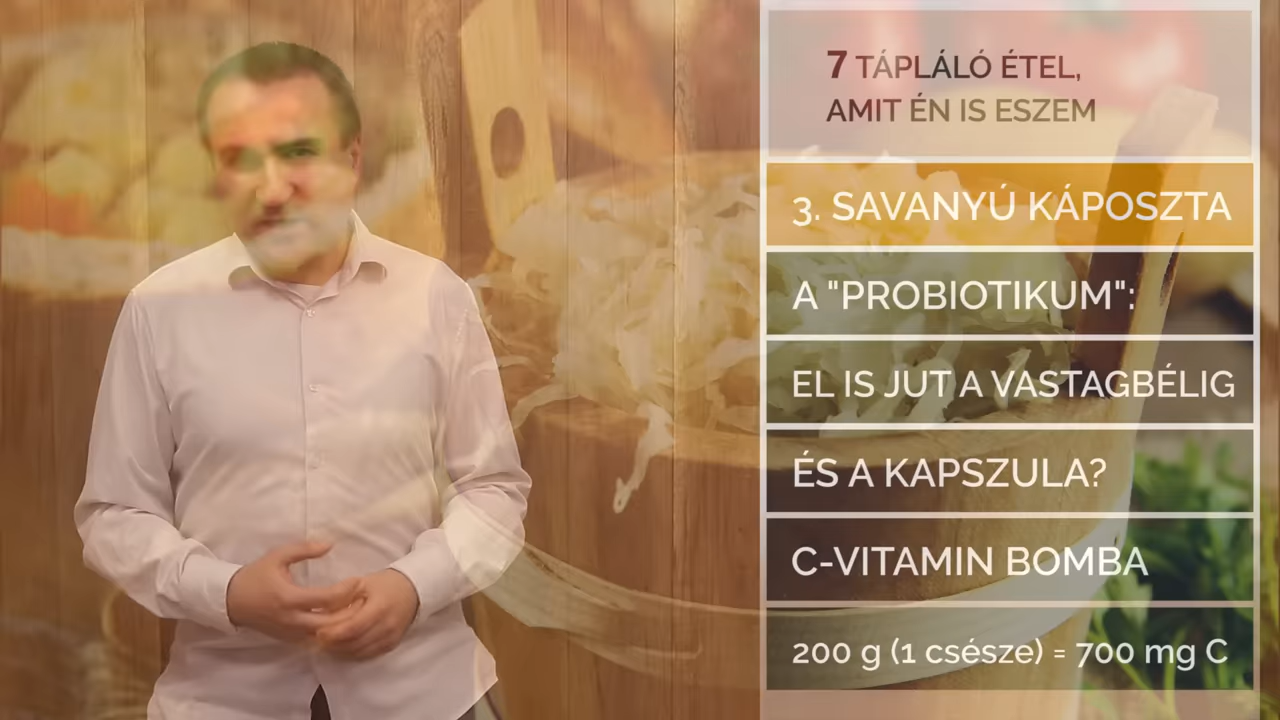 7 TÁPLÁLÓ ÉTEL,
AMIT ÉN IS ESZEM
3. SAVANYÚ KÁPOSZTA
A "PROBIOTIKUM":
EL IS JUT A VASTAGBÉLIG
ÉS A KAPSZULA?
C-VITAMIN BOMBA
200 g (1 csésze) = 700 mg C